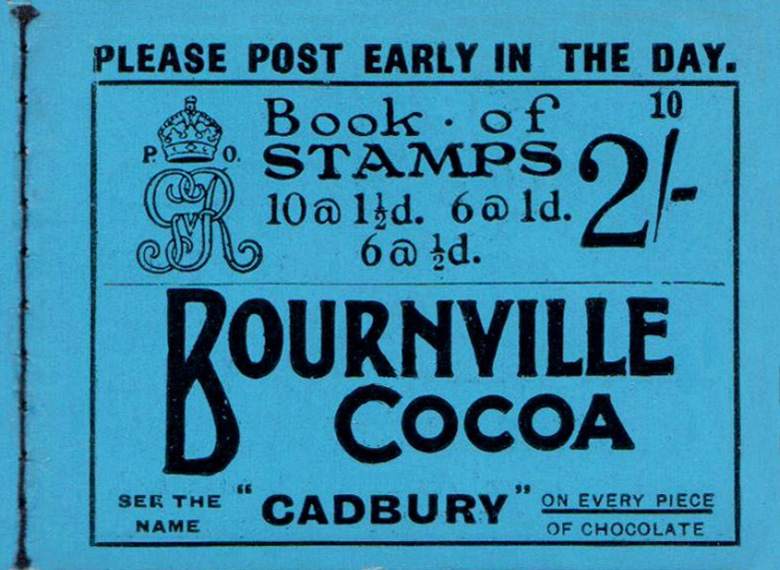 PLEASE POST EARLY IN THE DAY.
10
Book · of
STAMPS
2/-
P. O.
GR
10 @ 1½d. 6 @ 1d.
6 @ ½d.
BOURNVILLE
COCOA
SEE THE NAME "CADBURY" ON EVERY PIECE OF CHOCOLATE